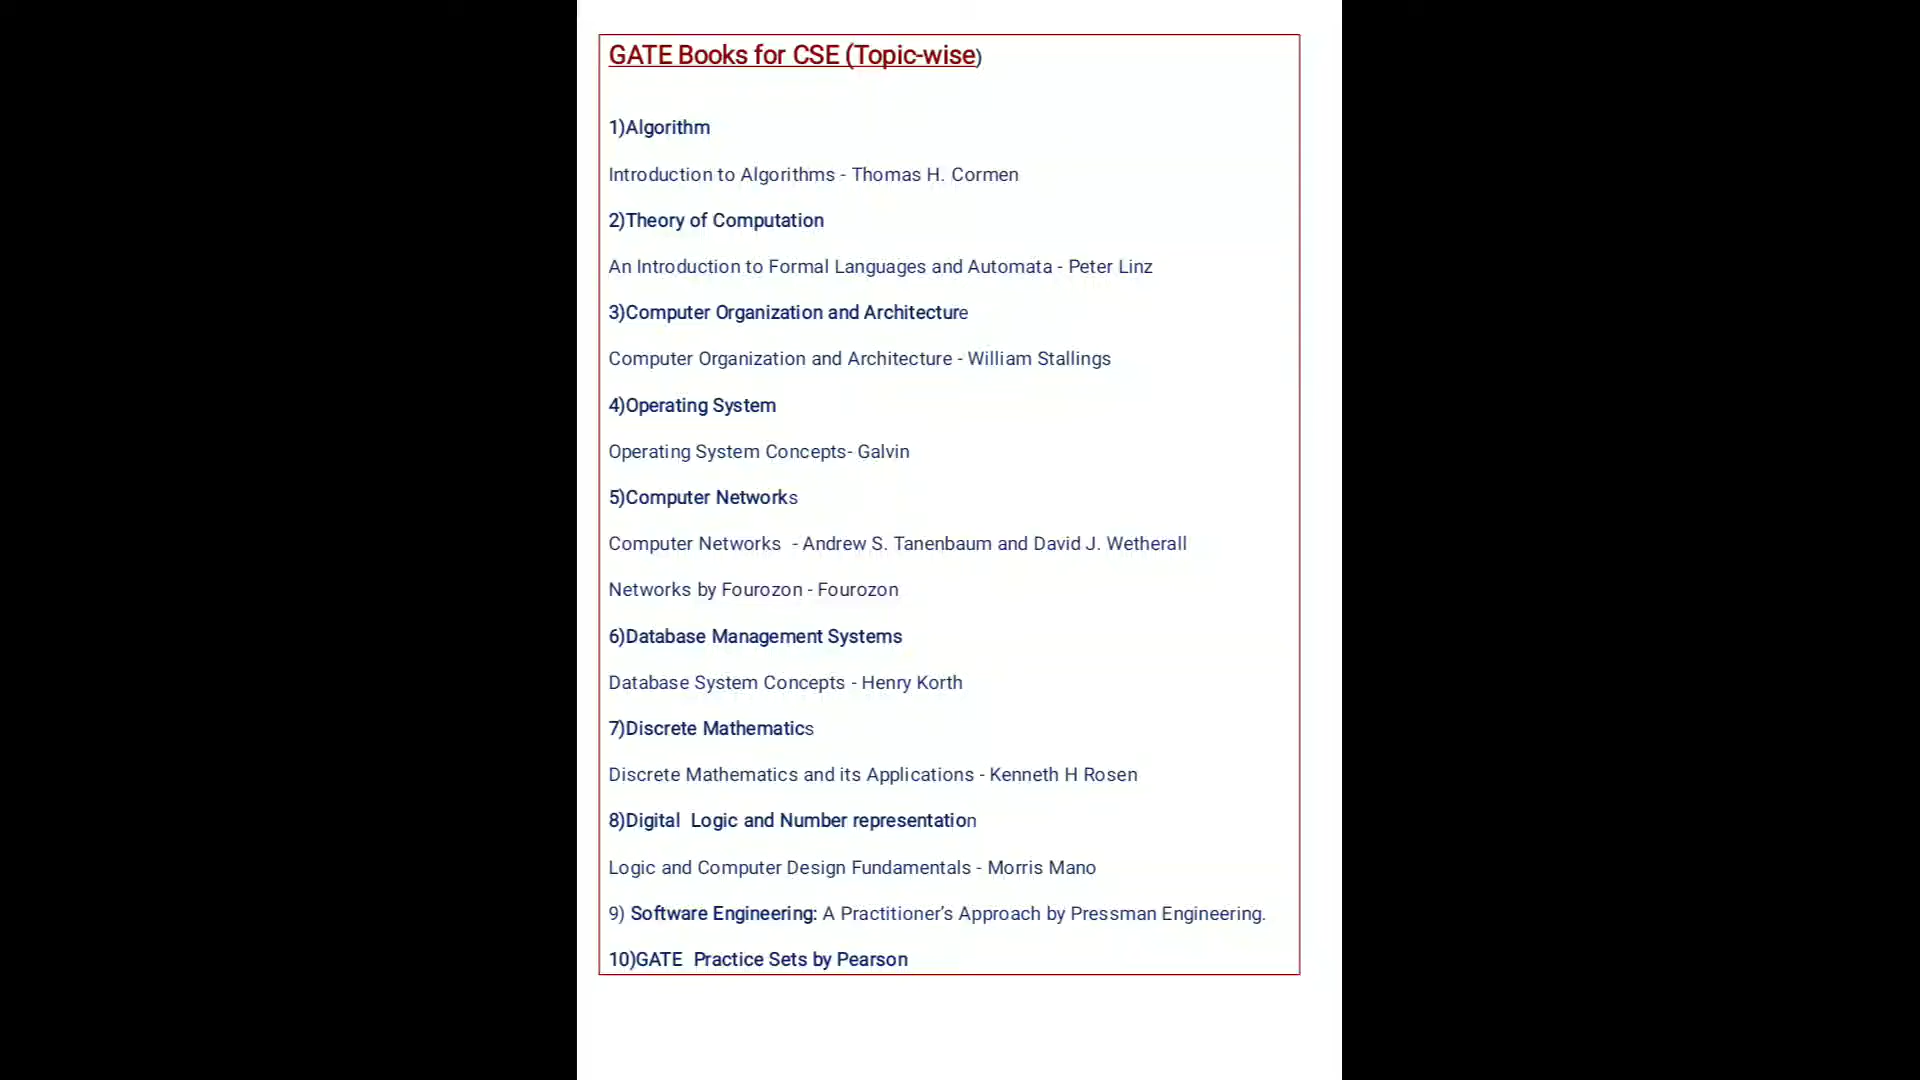 GATE Books for CSE (Topic-wise)
1)Algorithm
Introduction to Algorithms - Thomas H. Cormen
2)Theory of Computation
An Introduction to Formal Languages and Automata - Peter Linz
3)Computer Organization and Architecture
Computer Organization and Architecture - William Stallings
4)Operating System
Operating System Concepts- Galvin
5)Computer Networks
Computer Networks  - Andrew S. Tanenbaum and David J. Wetherall
Networks by Fourozon - Fourozon
6)Database Management Systems
Database System Concepts - Henry Korth
7)Discrete Mathematics
Discrete Mathematics and its Applications - Kenneth H Rosen
8)Digital  Logic and Number representation
Logic and Computer Design Fundamentals - Morris Mano
9) Software Engineering: A Practitioner’s Approach by Pressman Engineering.
10)GATE  Practice Sets by Pearson